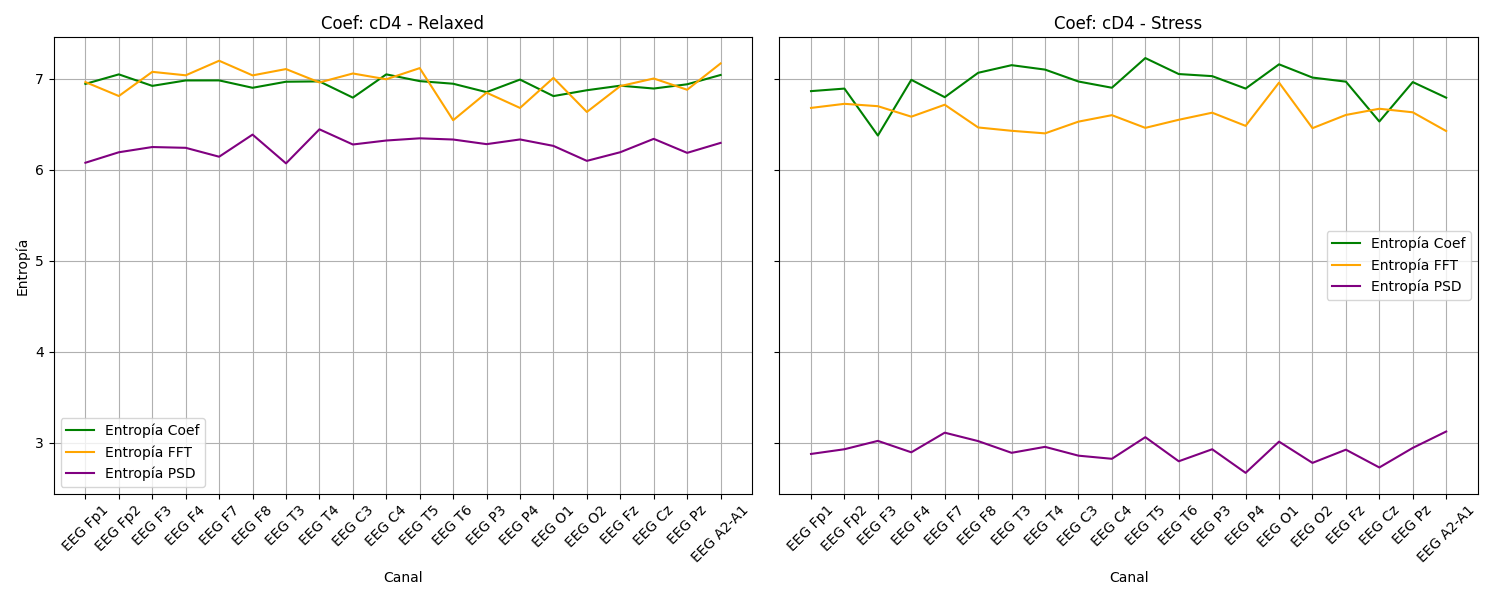 Coef: cD4 - Relaxed
Entropía
7
6
5
4
3
Entropía Coef
Entropía FFT
Entropía PSD
EEG Fp1
EEG Fp2
EEG F3
EEG F4
EEG F7
EEG F8
EEG T3
EEG T4
EEG C3
EEG C4
EEG T5
EEG T6
EEG P3
EEG P4
EEG O1
EEG O2
EEG Fz
EEG Cz
EEG Pz
EEG A2-A1
Canal
Coef: cD4 - Stress
Entropía Coef
Entropía FFT
Entropía PSD
EEG Fp1
EEG Fp2
EEG F3
EEG F4
EEG F7
EEG F8
EEG T3
EEG T4
EEG C3
EEG C4
EEG T5
EEG T6
EEG P3
EEG P4
EEG O1
EEG O2
EEG Fz
EEG Cz
EEG Pz
EEG A2-A1
Canal